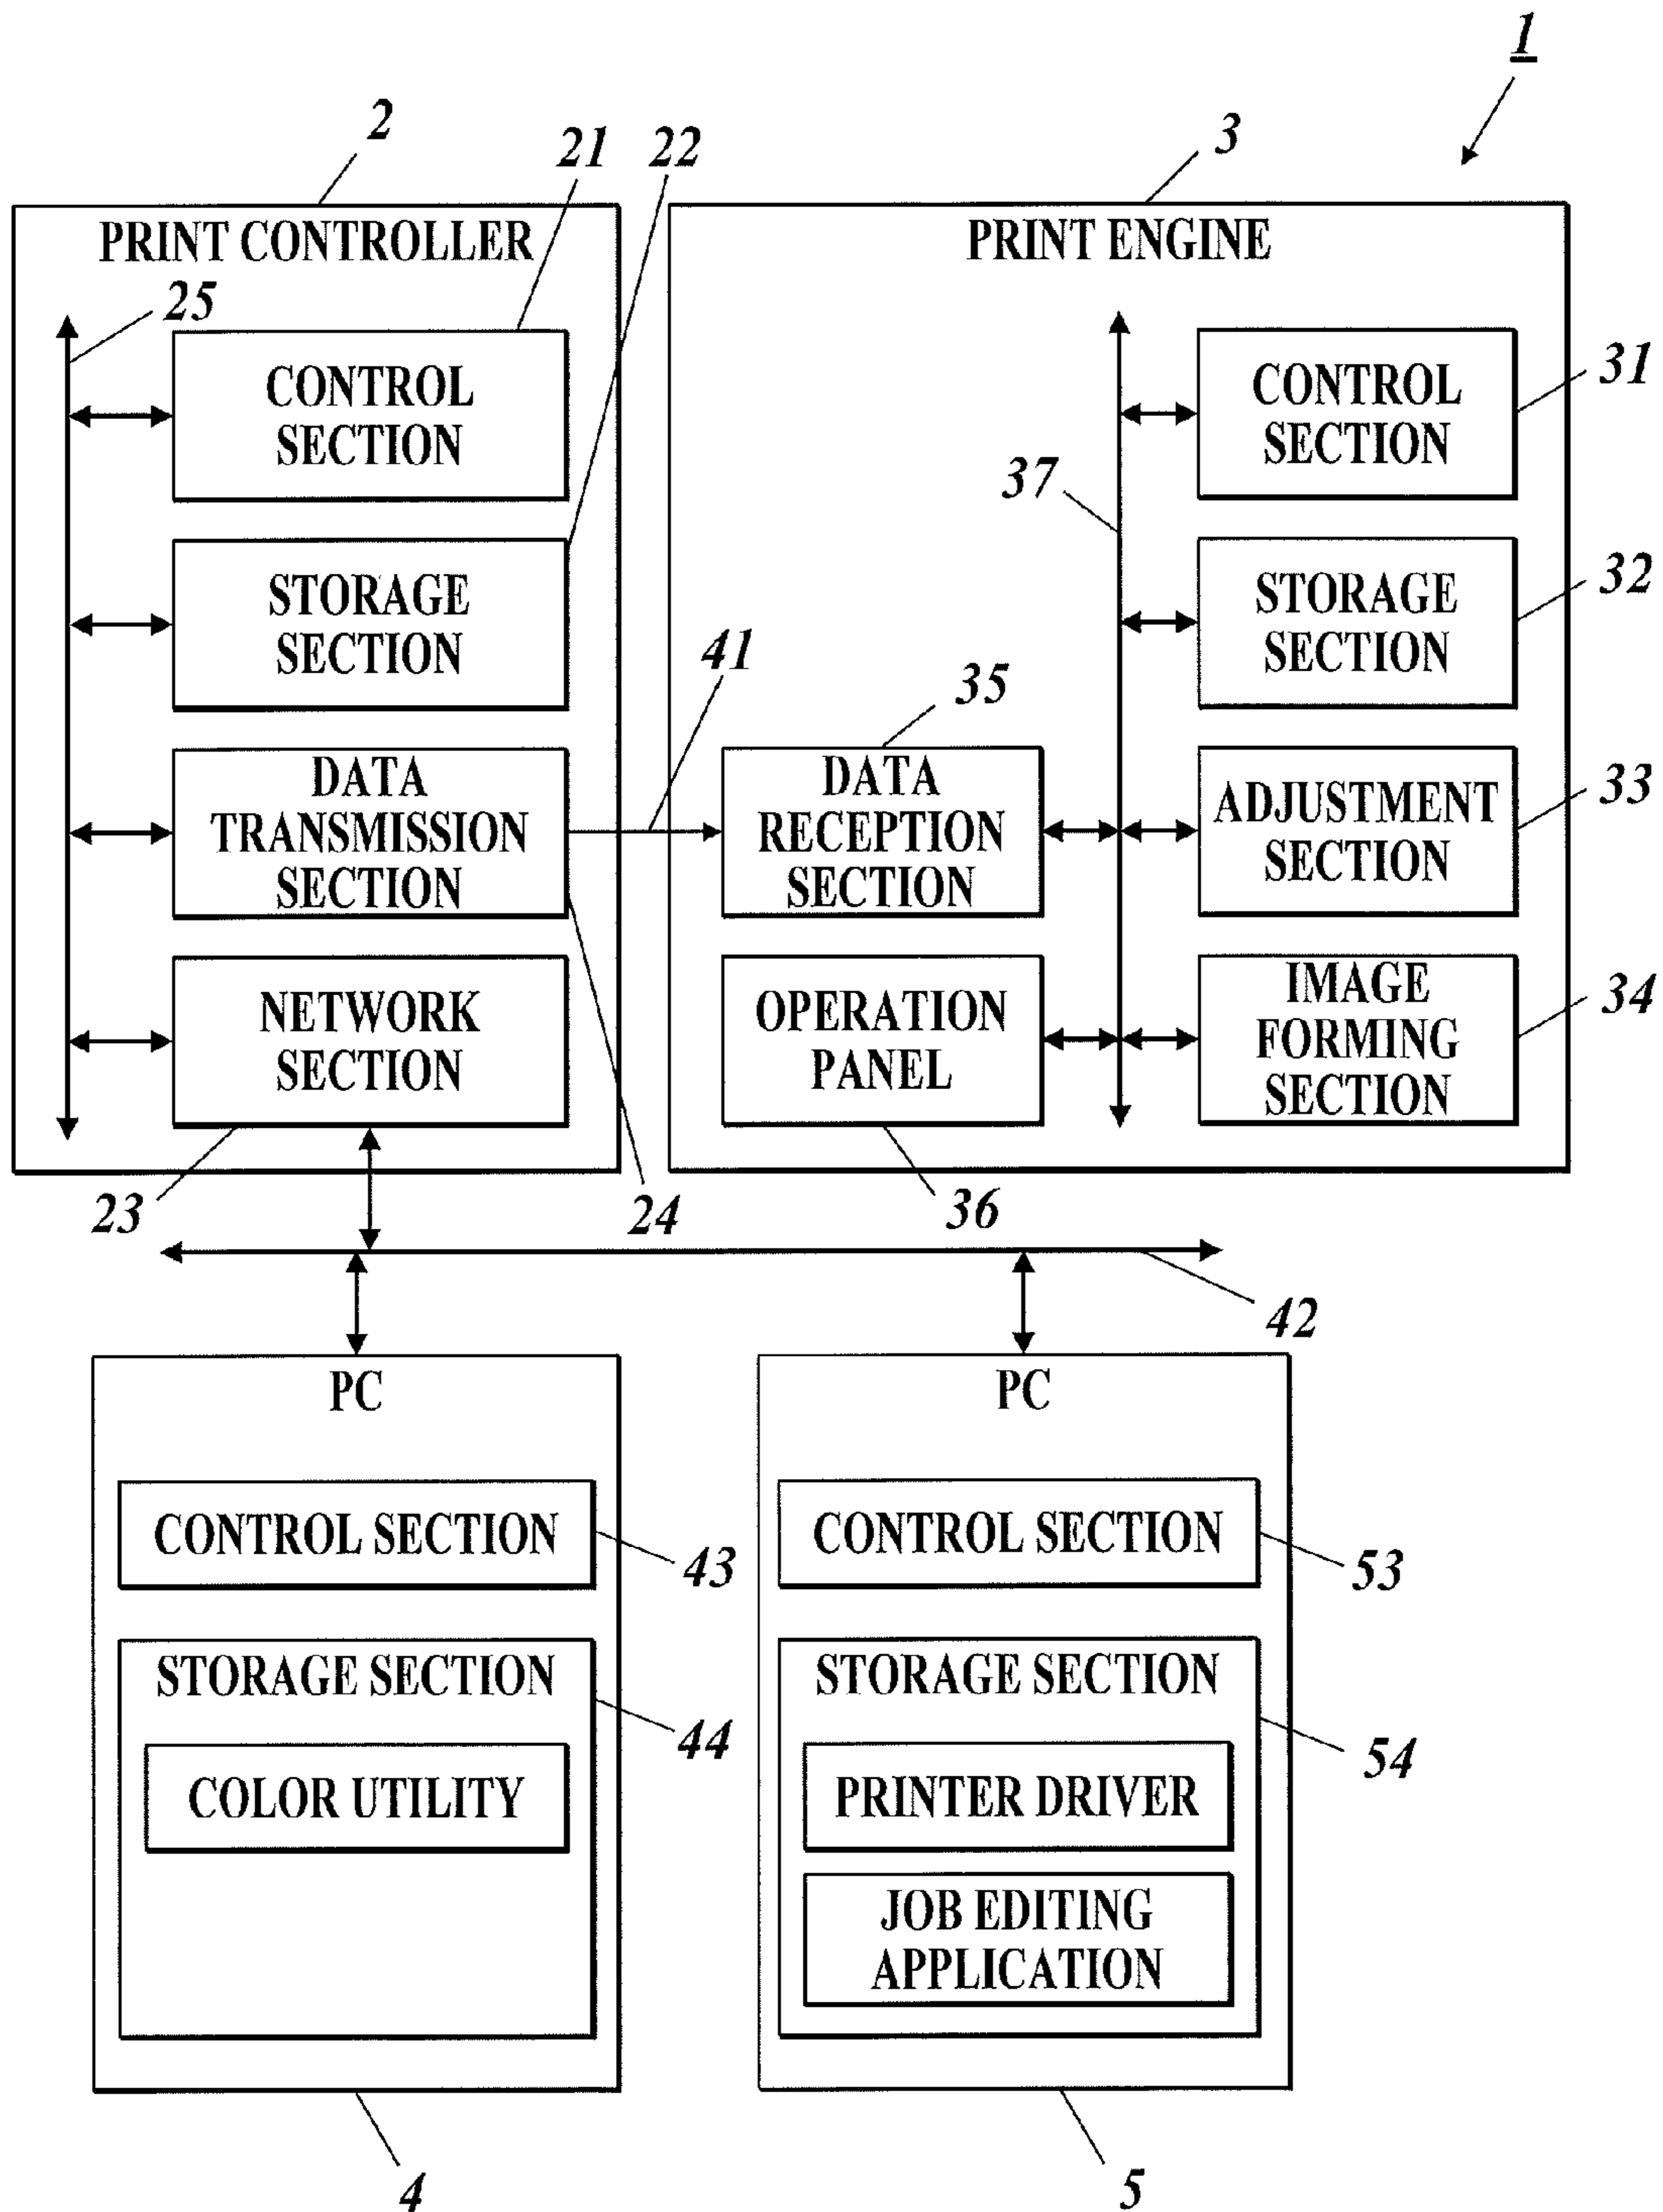 1
2
21
22
3
PRINT CONTROLLER
PRINT ENGINE
25
CONTROL
SECTION
CONTROL
SECTION
31
37
STORAGE
SECTION
STORAGE
SECTION
32
41
35
DATA
TRANSMISSION
SECTION
DATA
RECEPTION
SECTION
ADJUSTMENT
SECTION
33
NETWORK
SECTION
OPERATION
PANEL
IMAGE
FORMING
SECTION
34
23
24
36
42
PC
CONTROL SECTION
43
STORAGE SECTION
44
COLOR UTILITY
4
PC
CONTROL SECTION
53
STORAGE SECTION
54
PRINTER DRIVER
JOB EDITING
APPLICATION
5